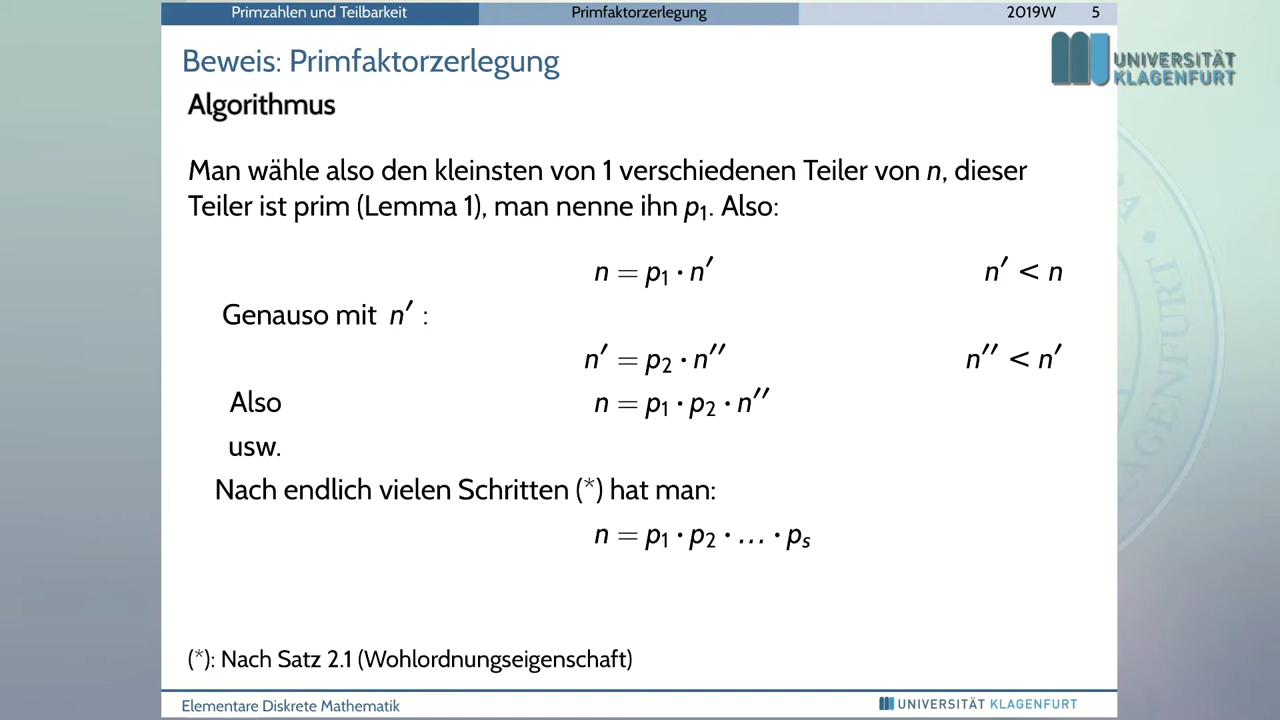 Primzahlen und Teilbarkeit Primfaktorzerlegung 2019W 5
Beweis: Primfaktorzerlegung
UNIVERSITÄT
KLAGENFURT
Algorithmus
Man wähle also den kleinsten von 1 verschiedenen Teiler von n, dieser
Teiler ist prim (Lemma 1), man nenne ihn p₁. Also:
n = p₁ · n′ n′ < n
Genauso mit n′ :
n′ = p₂ · n′′ n′′ < n′
Also n = p₁ · p₂ · n′′
usw.
Nach endlich vielen Schritten (*) hat man:
n = p₁ · p₂ · … · pₛ
(*): Nach Satz 2.1 (Wohlordnungseigenschaft)
Elementare Diskrete Mathematik UNIVERSITÄT KLAGENFURT